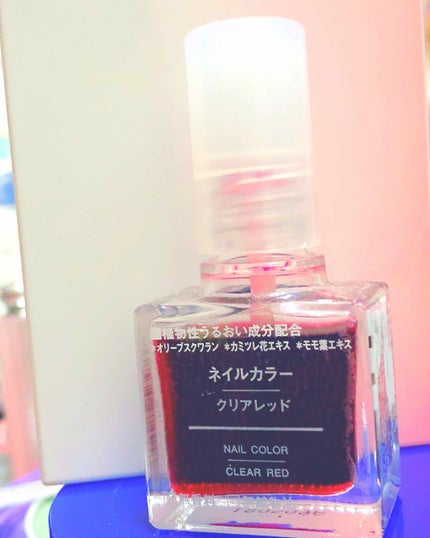 ■植物性うるおい成分配合
＊オリーブスクワラン ＊カミツレ花エキス ＊モモ葉エキス
ネイルカラー
クリアレッド
NAIL COLOR
CLEAR RED